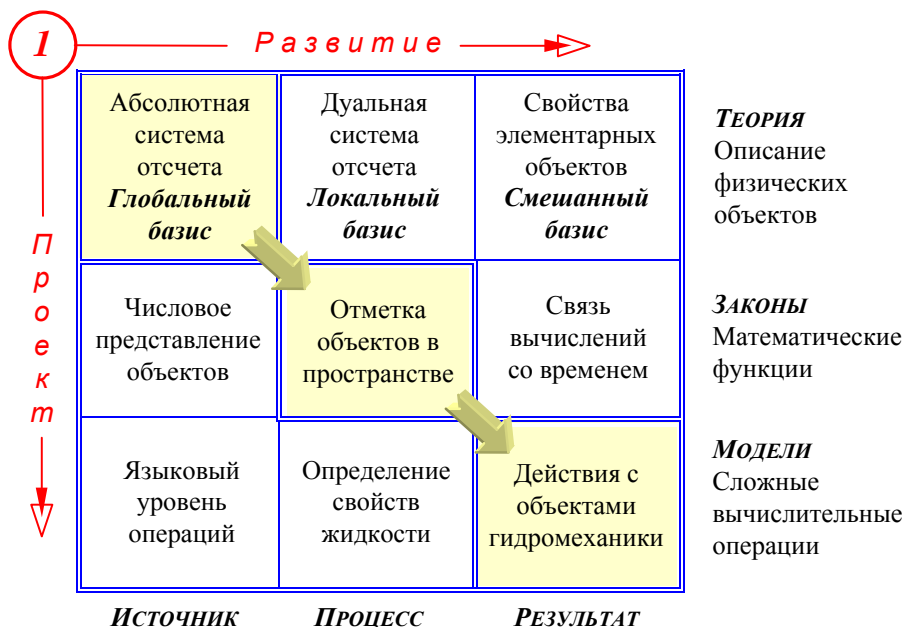 1
Развитие
Проект
Абсолютная
система
отсчета
Глобальный
базис
Дуальная
система
отсчета
Локальный
базис
Свойства
элементарных
объектов
Смешанный
базис
ТЕОРИЯ
Описание
физических
объектов
Числовое
представление
объектов
Отметка
объектов в
пространстве
Связь
вычислений
со временем
ЗАКОНЫ
Математические
функции
Языковый
уровень
операций
Определение
свойств
жидкости
Действия с
объектами
гидромеханики
МОДЕЛИ
Сложные
вычислительные
операции
ИСТОЧНИК ПРОЦЕСС РЕЗУЛЬТАТ